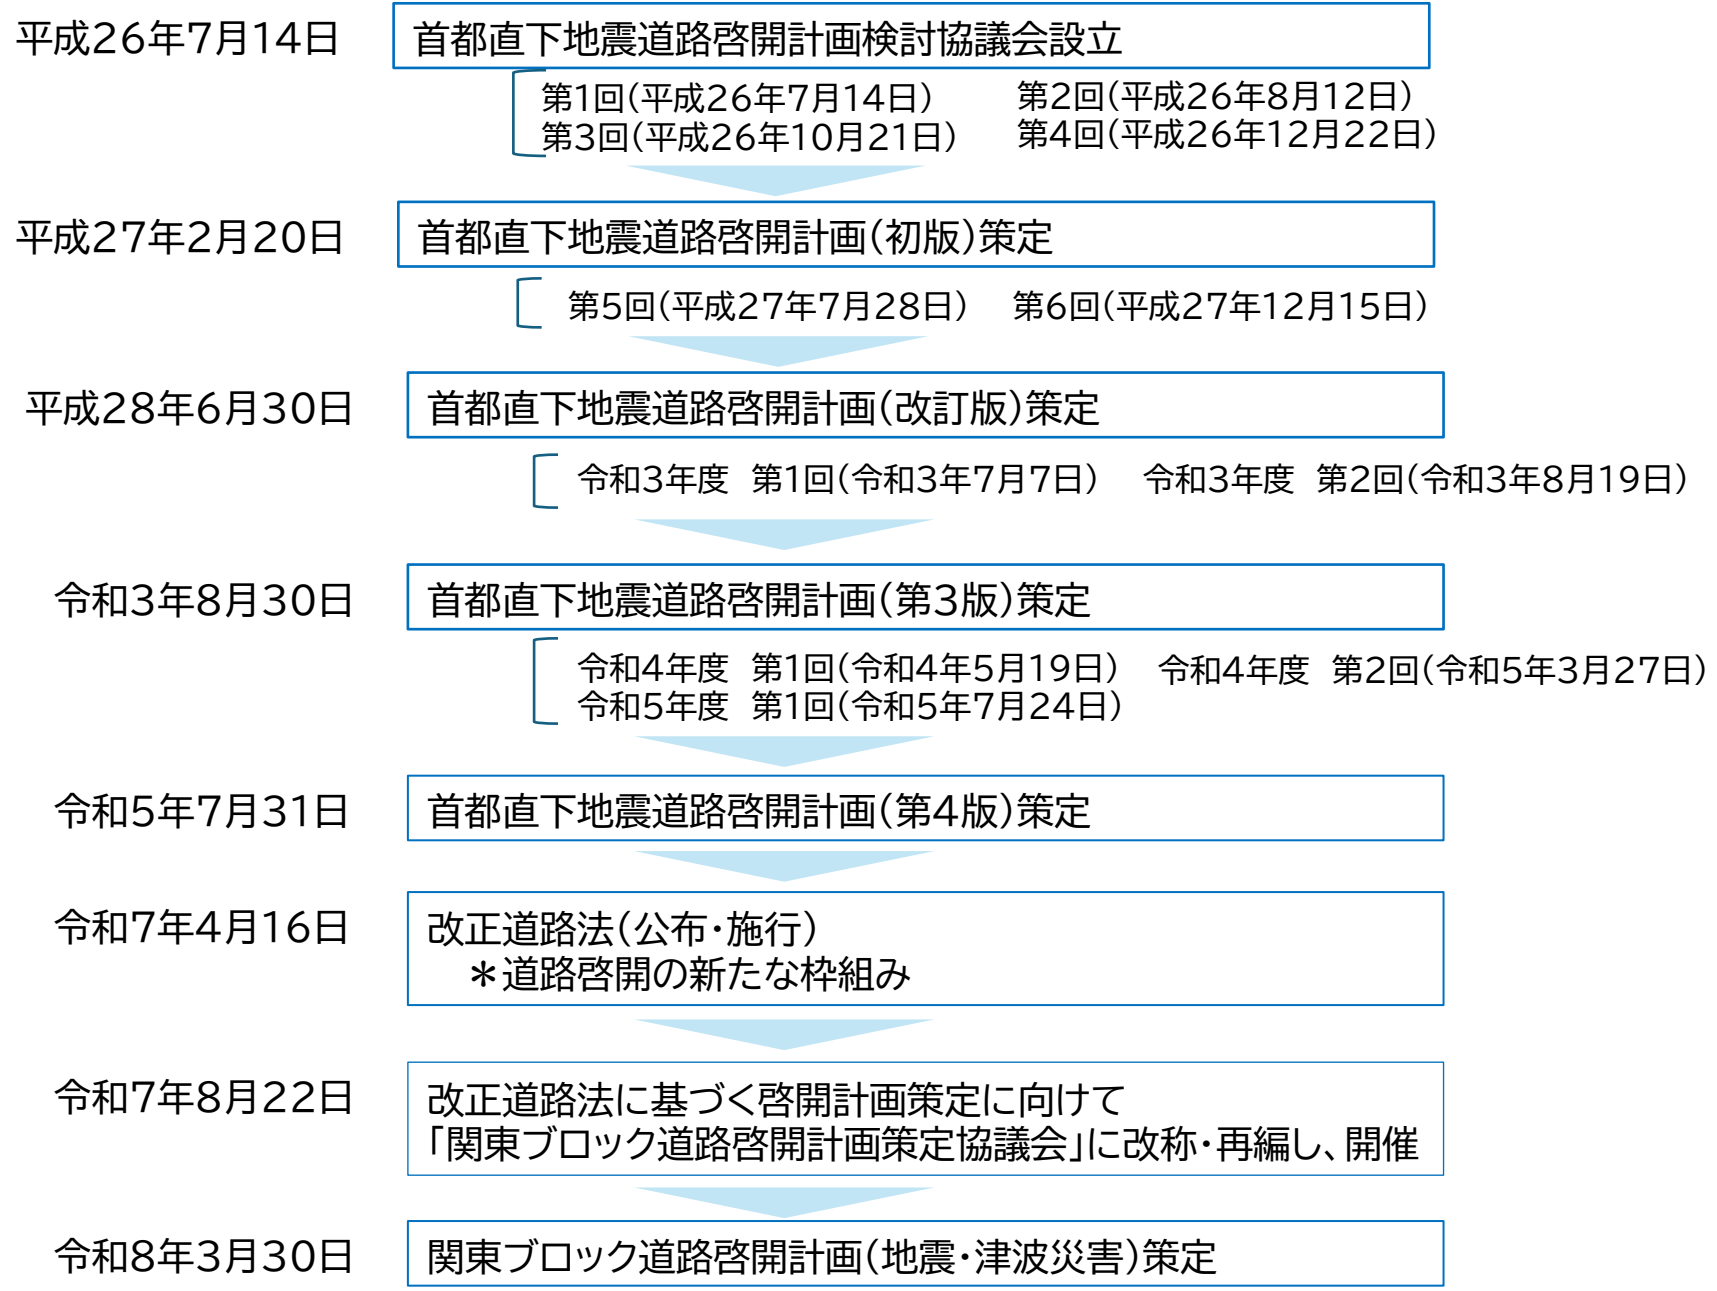 平成26年7月14日 首都直下地震道路啓開計画検討協議会設立
第1回(平成26年7月14日) 第2回(平成26年8月12日)
第3回(平成26年10月21日) 第4回(平成26年12月22日)
平成27年2月20日 首都直下地震道路啓開計画(初版)策定
第5回(平成27年7月28日) 第6回(平成27年12月15日)
平成28年6月30日 首都直下地震道路啓開計画(改訂版)策定
令和3年度 第1回(令和3年7月7日) 令和3年度 第2回(令和3年8月19日)
令和3年8月30日 首都直下地震道路啓開計画(第3版)策定
令和4年度 第1回(令和4年5月19日) 令和4年度 第2回(令和5年3月27日)
令和5年度 第1回(令和5年7月24日)
令和5年7月31日 首都直下地震道路啓開計画(第4版)策定
令和7年4月16日 改正道路法(公布・施行)
＊道路啓開の新たな枠組み
令和7年8月22日 改正道路法に基づく啓開計画策定に向けて
「関東ブロック道路啓開計画策定協議会」に改称・再編し、開催
令和8年3月30日 関東ブロック道路啓開計画(地震・津波災害)策定